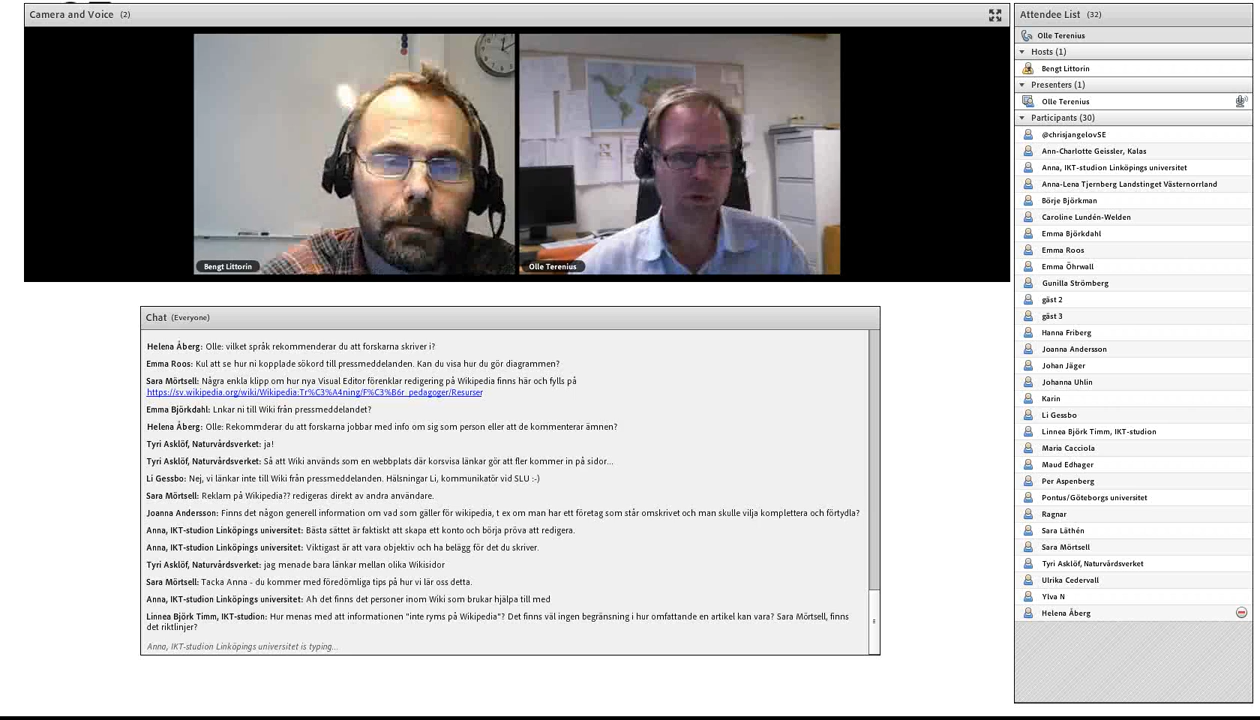 Camera and Voice (2)
Bengt Littorin
Olle Terenius
Chat (Everyone)
Helena Åberg: Olle: vilket språk rekommenderar du att forskarna skriver i?
Emma Roos: Kul att se hur ni kopplade sökord till pressmeddelanden. Kan du visa hur du gör diagrammen?
Sara Mörtsell: Några enkla klipp om hur nya Visual Editor förenklar redigering på Wikipedia finns här och fylls på
https://sv.wikipedia.org/wiki/Wikipedia:Tr%C3%A4ning/F%C3%B6r_pedagoger/Resurser
Emma Björkdahl: Lnkar ni till Wiki från pressmeddelandet?
Helena Åberg: Olle: Rekommderar du att forskarna jobbar med info om sig som person eller att de kommenterar ämnen?
Tyri Asklöf, Naturvårdsverket: ja!
Tyri Asklöf, Naturvårdsverket: Så att Wiki används som en webbplats där korsvisa länkar gör att fler kommer in på sidor...
Li Gessbo: Nej, vi länkar inte till Wiki från pressmeddelanden. Hälsningar Li, kommunikatör vid SLU :-)
Sara Mörtsell: Reklam på Wikipedia?? redigeras direkt av andra användare.
Joanna Andersson: Finns det någon generell information om vad som gäller för wikipedia, t ex om man har ett företag som står omskrivet och man skulle vilja komplettera och förtydla?
Anna, IKT-studion Linköpings universitet: Bästa sättet är faktiskt att skapa ett konto och börja pröva att redigera.
Anna, IKT-studion Linköpings universitet: Viktigast är att vara objektiv och ha belägg för det du skriver.
Tyri Asklöf, Naturvårdsverket: jag menade bara länkar mellan olika Wikisidor
Sara Mörtsell: Tacka Anna - du kommer med föredömliga tips på hur vi lär oss detta.
Anna, IKT-studion Linköpings universitet: Ah det finns det personer inom Wiki som brukar hjälpa till med
Linnea Björk Timm, IKT-studion: Hur menas med att informationen "inte ryms på Wikipedia"? Det finns väl ingen begränsning i hur omfattande en artikel kan vara? Sara Mörtsell, finns
det riktlinjer?
Anna, IKT-studion Linköpings universitet is typing...
Attendee List (32)
Olle Terenius
Hosts (1)
Bengt Littorin
Presenters (1)
Olle Terenius
Participants (30)
@chrisjangelovSE
Ann-Charlotte Geissler, Kalas
Anna, IKT-studion Linköpings universitet
Anna-Lena Tjernberg Landstinget Västernorrland
Börje Björkman
Caroline Lundén-Welden
Emma Björkdahl
Emma Roos
Emma Öhrwall
Gunilla Strömberg
gäst 2
gäst 3
Hanna Friberg
Joanna Andersson
Johan Jäger
Johanna Uhlin
Karin
Li Gessbo
Linnea Björk Timm, IKT-studion
Maria Cacciola
Maud Edhager
Per Aspenberg
Pontus/Göteborgs universitet
Ragnar
Sara Låthén
Sara Mörtsell
Tyri Asklöf, Naturvårdsverket
Ulrika Cedervall
Ylva N
Helena Åberg